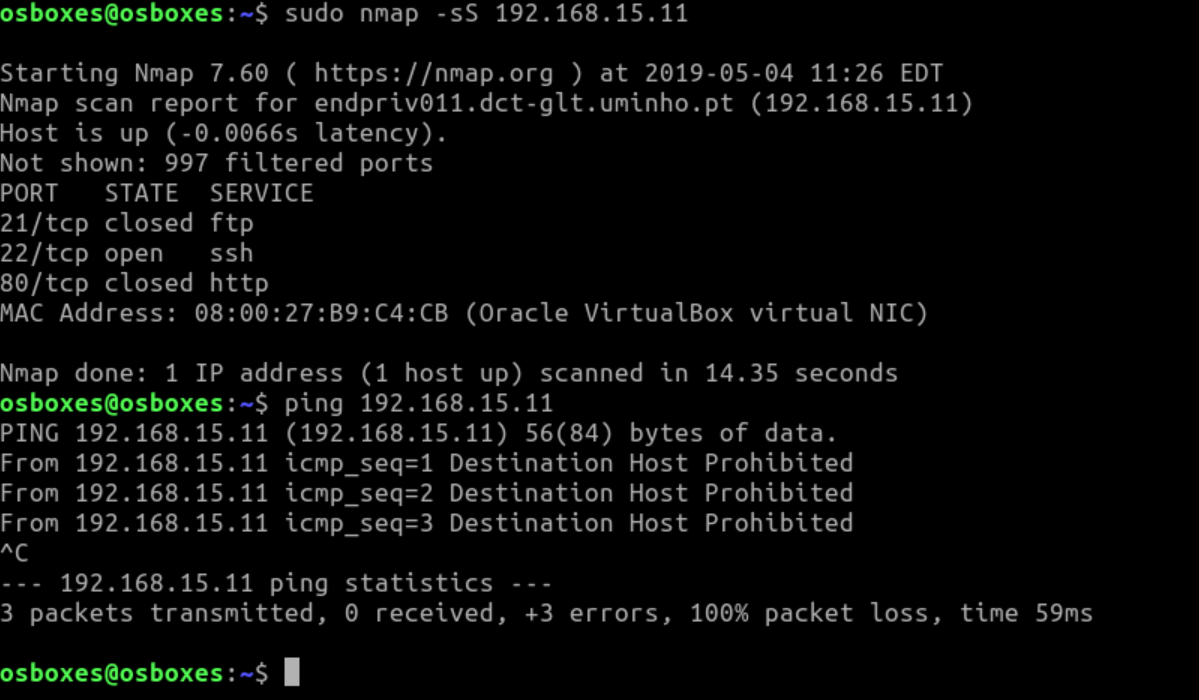 osboxes@osboxes:~$ sudo nmap -sS 192.168.15.11
Starting Nmap 7.60 ( https://nmap.org ) at 2019-05-04 11:26 EDT
Nmap scan report for endpriv011.dct-glt.uminho.pt (192.168.15.11)
Host is up (-0.0066s latency).
Not shown: 997 filtered ports
PORT   STATE  SERVICE
21/tcp closed ftp
22/tcp open   ssh
80/tcp closed http
MAC Address: 08:00:27:B9:C4:CB (Oracle VirtualBox virtual NIC)
Nmap done: 1 IP address (1 host up) scanned in 14.35 seconds
osboxes@osboxes:~$ ping 192.168.15.11
PING 192.168.15.11 (192.168.15.11) 56(84) bytes of data.
From 192.168.15.11 icmp_seq=1 Destination Host Prohibited
From 192.168.15.11 icmp_seq=2 Destination Host Prohibited
From 192.168.15.11 icmp_seq=3 Destination Host Prohibited
^C
--- 192.168.15.11 ping statistics ---
3 packets transmitted, 0 received, +3 errors, 100% packet loss, time 59ms
osboxes@osboxes:~$